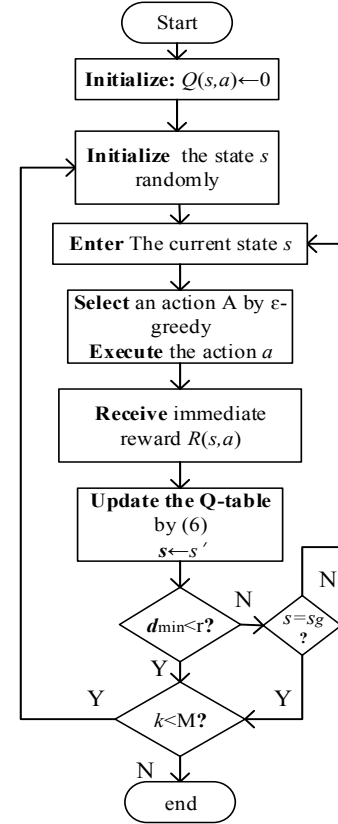 Start
Initialize: Q(s,a)←0
Initialize the state s
randomly
Enter The current state s
Select an action A by ε-
greedy
Execute the action a
Receive immediate
reward R(s,a)
Update the Q-table
by (6)
s←s′
N
dmin<r?
N
s=sg
?
Y
Y
Y
k<M?
N
end